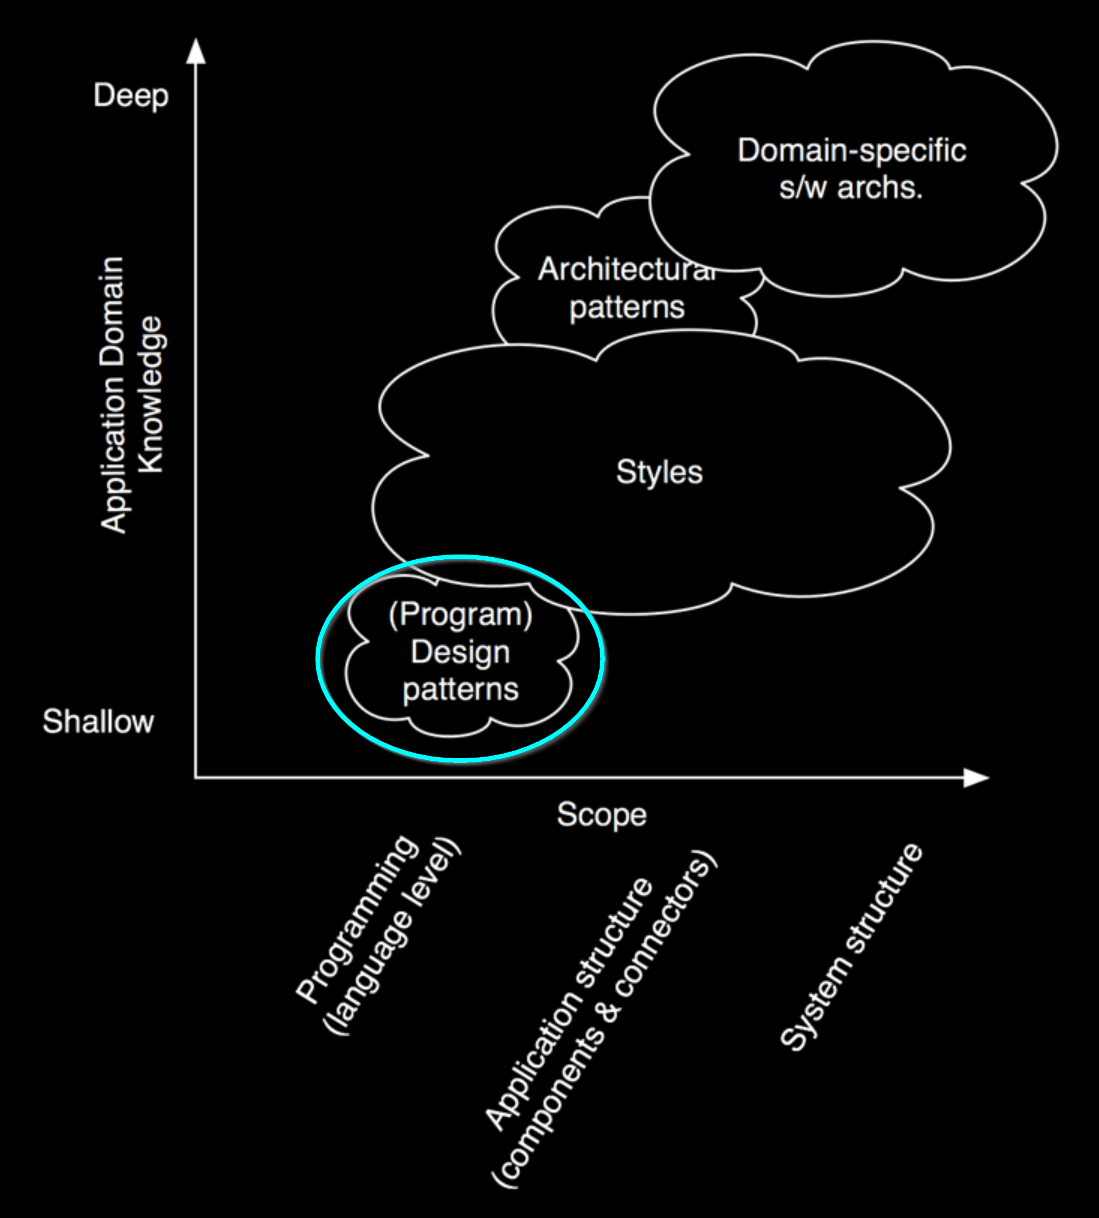 Deep
Domain-specific
s/w archs.
Architectural
patterns
Application Domain
Knowledge
Styles
(Program)
Design
patterns
Shallow
Scope
Programming
(language level)
Application structure
(components & connectors)
System structure